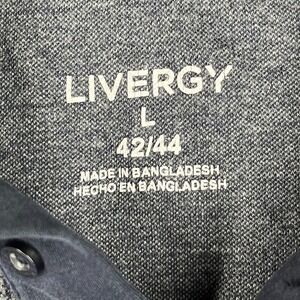 LIVERGY
L
42/44
MADE IN BANGLADESH
HECHO EN BANGLADESH